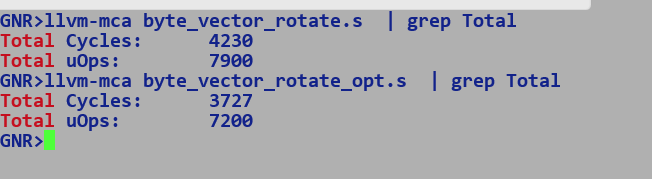 GNR>llvm-mca byte_vector_rotate.s  | grep Total
Total Cycles:      4230
Total uOps:        7900
GNR>llvm-mca byte_vector_rotate_opt.s  | grep Total
Total Cycles:      3727
Total uOps:        7200
GNR>